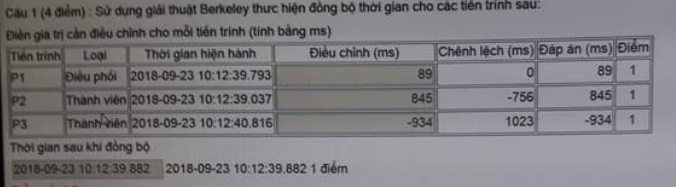 Câu 1 (4 điểm) : Sử dụng giải thuật Berkeley thực hiện đồng bộ thời gian cho các tiến trình sau:
Điền giá trị cần điều chỉnh cho mỗi tiến trình (tính bằng ms)
Tiến trình Loại Thời gian hiện hành Điều chỉnh (ms) Chênh lệch (ms) Đáp án (ms) Điểm
P1 Điều phối 2018-09-23 10:12:39.793 89 0 89 1
P2 Thành viên 2018-09-23 10:12:39.037 845 -756 845 1
P3 Thành viên 2018-09-23 10:12:40.816 -934 1023 -934 1
Thời gian sau khi đồng bộ
2018-09-23 10:12:39.882 2018-09-23 10:12:39.882 1 điểm